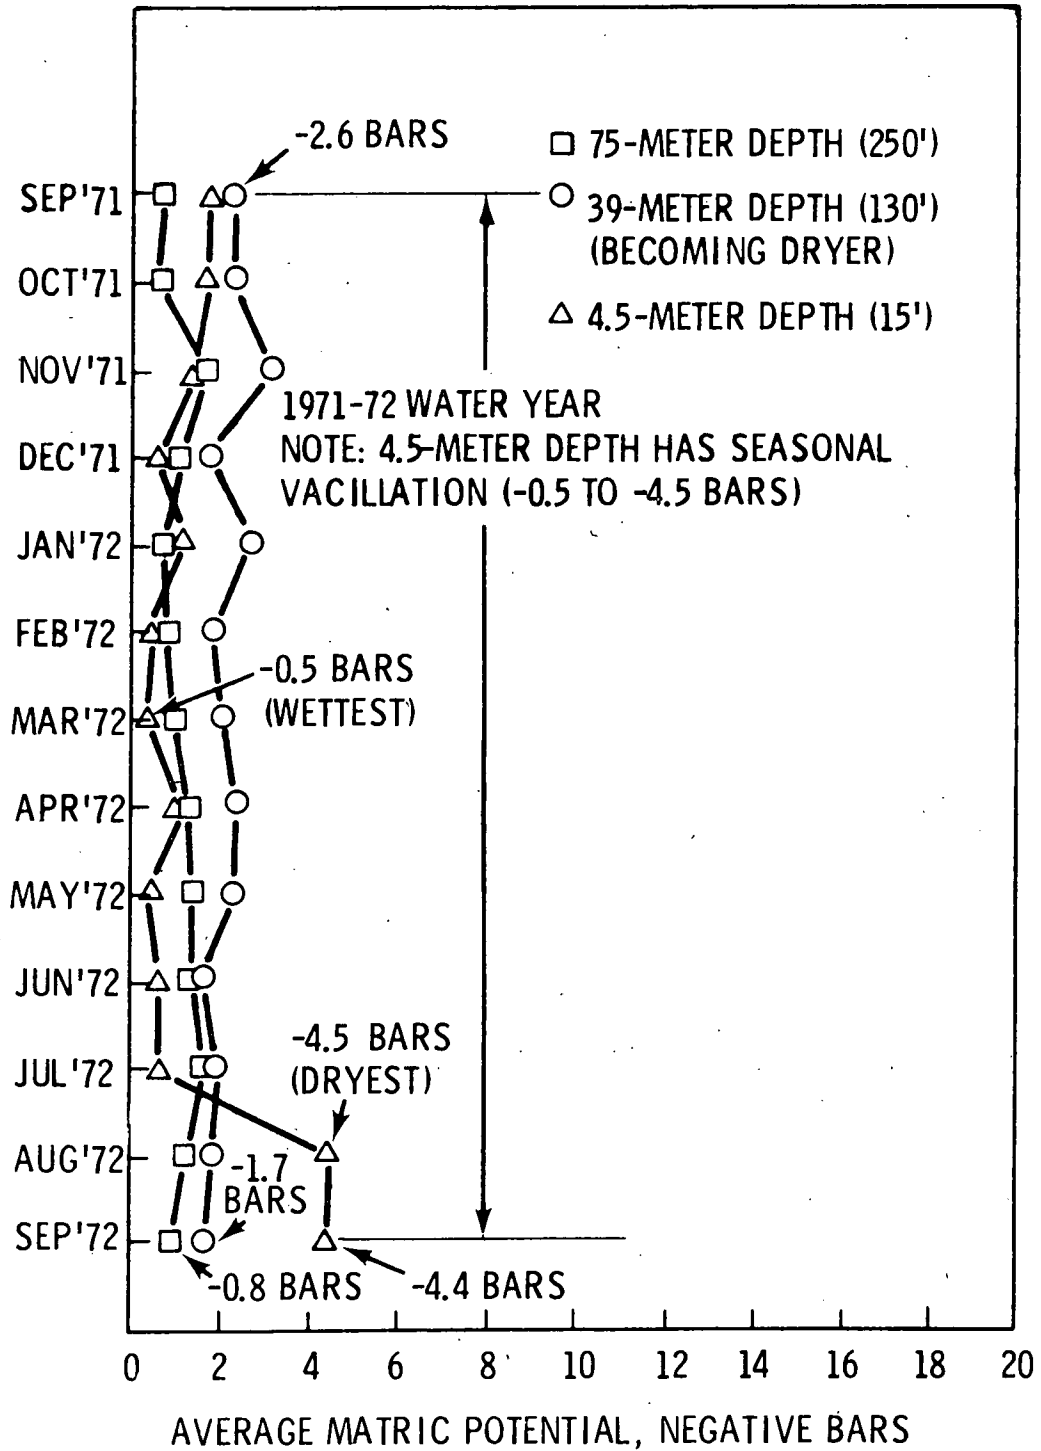 -2.6 BARS
75-METER DEPTH (250')
39-METER DEPTH (130')
(BECOMING DRYER)
4.5-METER DEPTH (15')
1971-72 WATER YEAR
NOTE: 4.5-METER DEPTH HAS SEASONAL
VACILLATION (-0.5 TO -4.5 BARS)
-0.5 BARS
(WETTEST)
-4.5 BARS
(DRYEST)
-1.7
BARS
-0.8 BARS
-4.4 BARS
SEP'71
OCT'71
NOV'71
DEC'71
JAN'72
FEB'72
MAR'72
APR'72
MAY'72
JUN'72
JUL'72
AUG'72
SEP'72
0 2 4 6 8 10 12 14 16 18 20
AVERAGE MATRIC POTENTIAL, NEGATIVE BARS